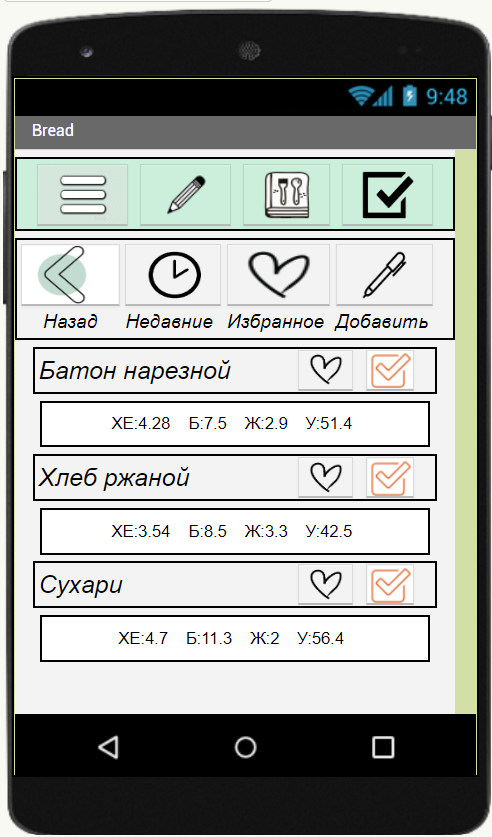 9:48
Bread
Назад Недавние Избранное Добавить
Батон нарезной
ХЕ:4.28 Б:7.5 Ж:2.9 У:51.4
Хлеб ржаной
ХЕ:3.54 Б:8.5 Ж:3.3 У:42.5
Сухари
ХЕ:4.7 Б:11.3 Ж:2 У:56.4